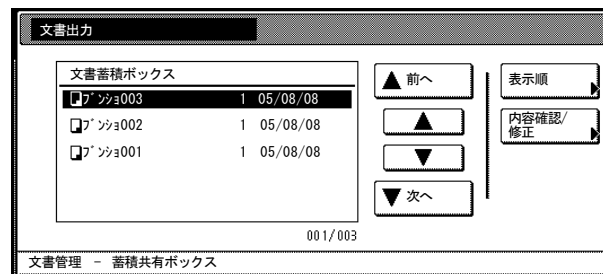 文書出力
文書蓄積ボックス
ﾌﾞﾝｼｮ003 1 05/08/08
ﾌﾞﾝｼｮ002 1 05/08/08
ﾌﾞﾝｼｮ001 1 05/08/08
001/003
▲ 前へ
▲
▼
▼ 次へ
表示順
内容確認/
修正
文書管理 － 蓄積共有ボックス